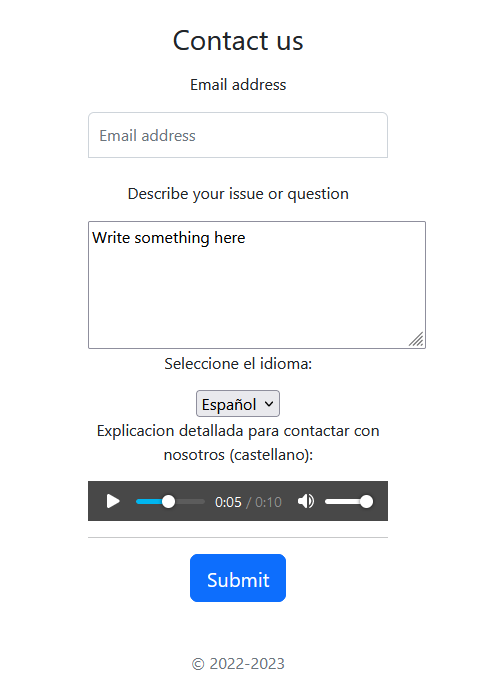 Contact us
Email address
Email address
Describe your issue or question
Write something here
Seleccione el idioma:
Español
Explicacion detallada para contactar con
nosotros (castellano):
0:05 / 0:10
Submit
© 2022-2023